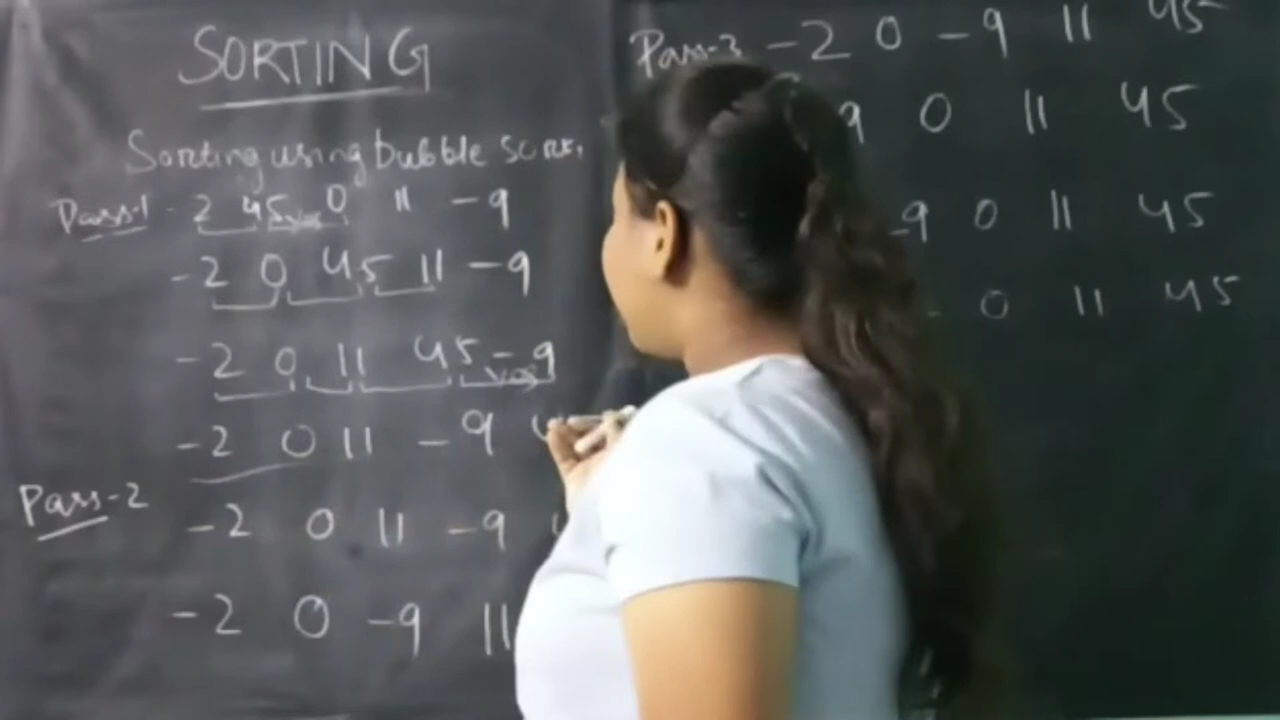 SORTING
Sorting using bubble sort.
Pass-1 -2 45 0 11 -9
-2 0 45 11 -9
-2 0 11 45 -9
-2 0 11 -9
Pass-2
-2 0 11 -9
-2 0 -9 11
Pass-3 -2 0 -9 11 45
9 0 11 45
-9 0 11 45
0 11 45